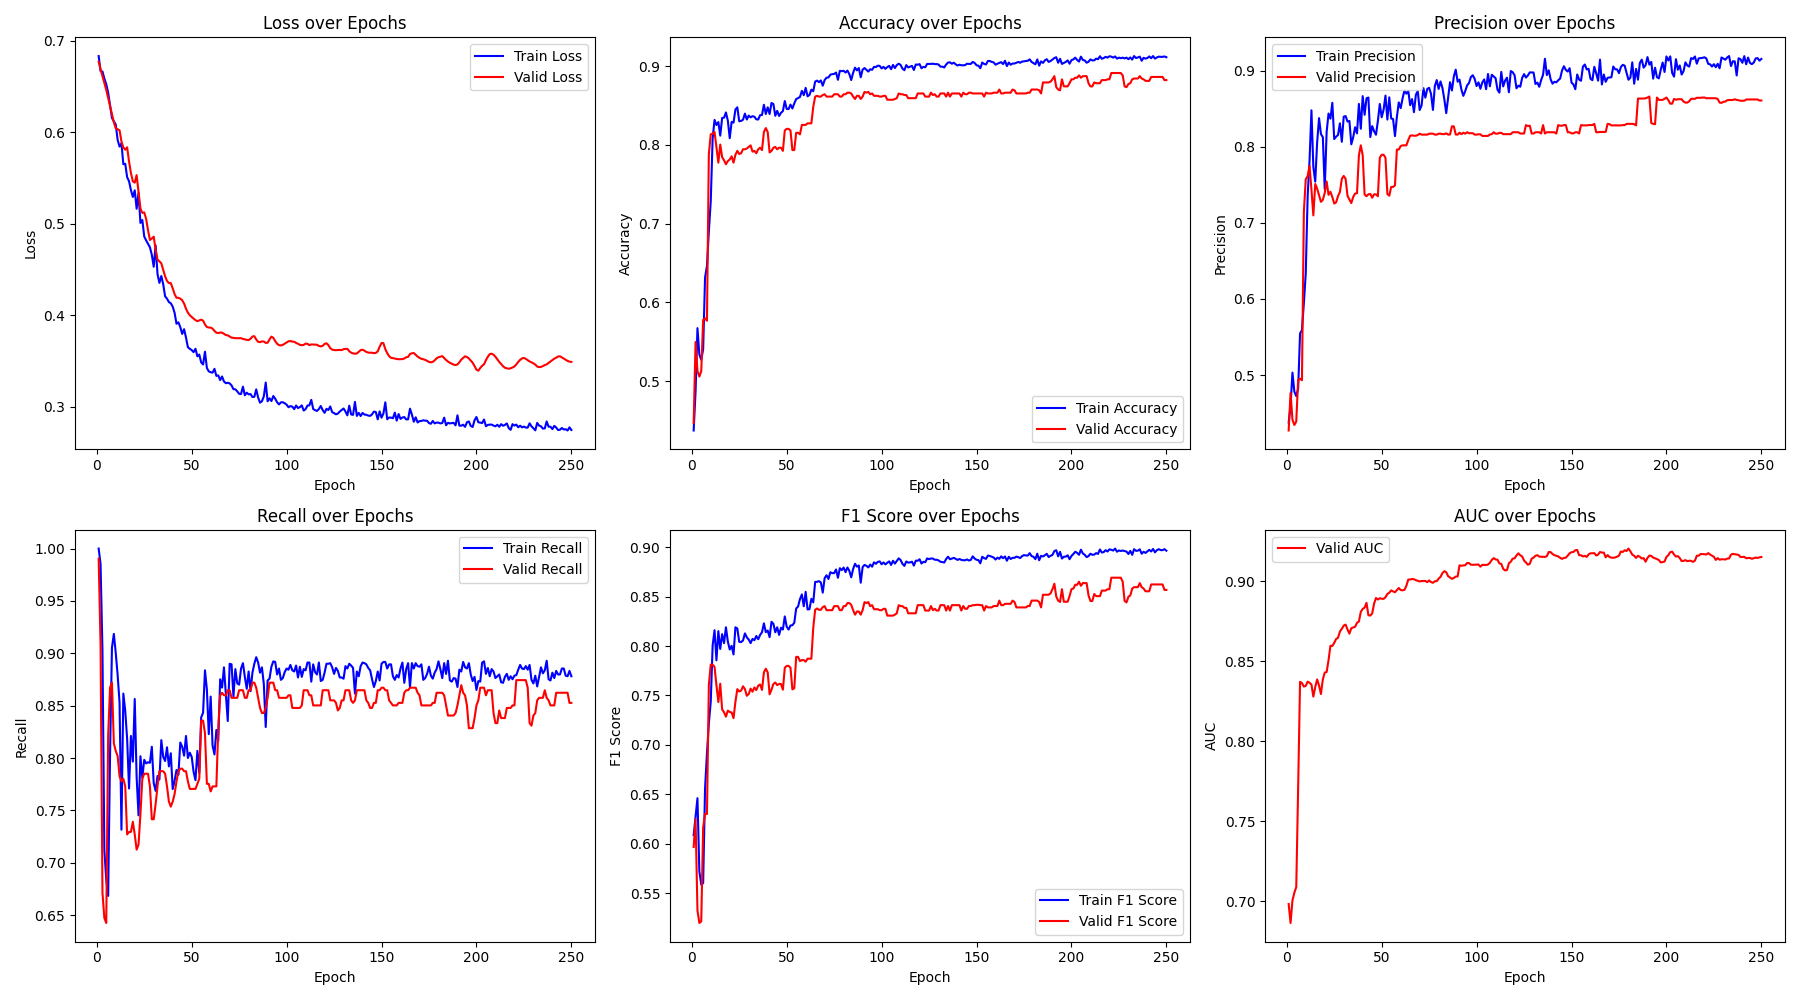 Loss over Epochs
0.7
0.6
0.5
0.4
0.3
Loss
Train Loss
Valid Loss
0
50
100
150
200
250
Epoch
Accuracy over Epochs
0.9
0.8
0.7
0.6
0.5
Accuracy
Train Accuracy
Valid Accuracy
0
50
100
150
200
250
Epoch
Precision over Epochs
0.9
0.8
0.7
0.6
0.5
Precision
Train Precision
Valid Precision
0
50
100
150
200
250
Epoch
Recall over Epochs
1.00
0.95
0.90
0.85
0.80
0.75
0.70
0.65
Recall
Train Recall
Valid Recall
0
50
100
150
200
250
Epoch
F1 Score over Epochs
0.90
0.85
0.80
0.75
0.70
0.65
0.60
0.55
F1 Score
Train F1 Score
Valid F1 Score
0
50
100
150
200
250
Epoch
AUC over Epochs
0.90
0.85
0.80
0.75
0.70
AUC
Valid AUC
0
50
100
150
200
250
Epoch